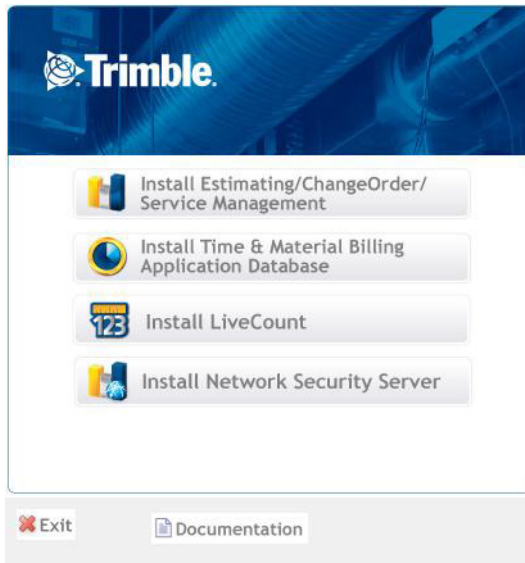 Trimble.
Install Estimating/ChangeOrder/
Service Management
Install Time & Material Billing
Application Database
123
Install LiveCount
Install Network Security Server
Exit
Documentation